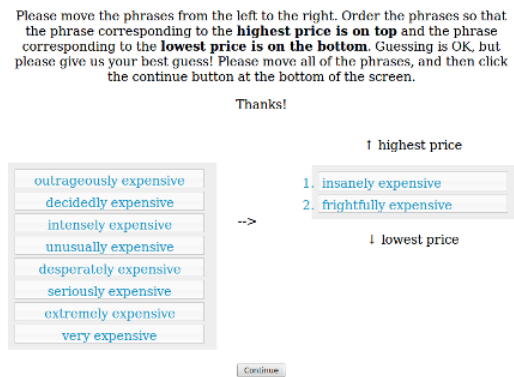 Please move the phrases from the left to the right. Order the phrases so that
the phrase corresponding to the highest price is on top and the phrase
corresponding to the lowest price is on the bottom. Guessing is OK, but
please give us your best guess! Please move all of the phrases, and then click
the continue button at the bottom of the screen.
Thanks!
↑ highest price
outrageously expensive
decidedly expensive
intensely expensive
unusually expensive
desperately expensive
seriously expensive
extremely expensive
very expensive
-->
1. insanely expensive
2. frightfully expensive
↓ lowest price
Continue